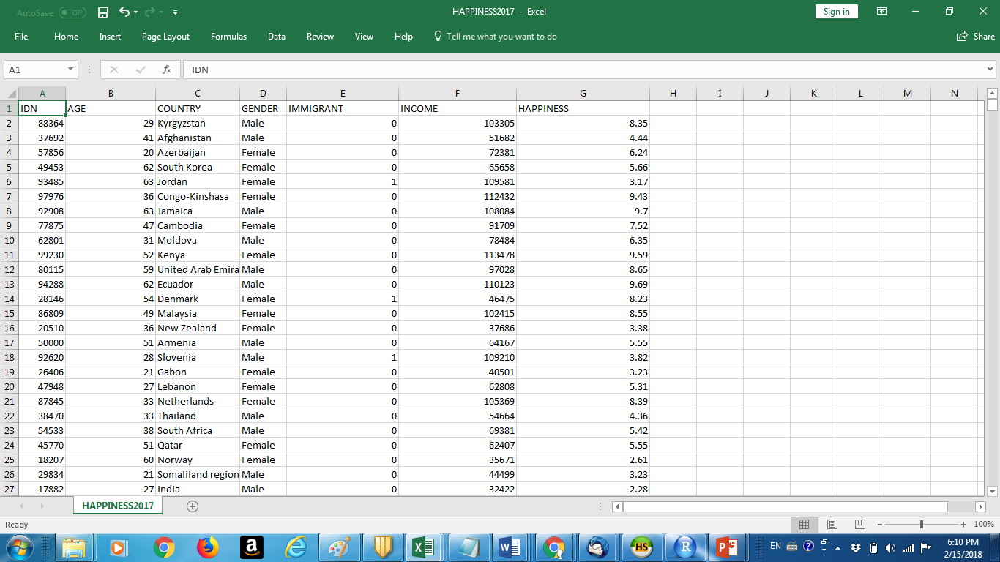 AutoSave Off HAPPINESS2017 - Excel Sign in
File Home Insert Page Layout Formulas Data Review View Help Tell me what you want to do Share
A1 fx IDN
A B C D E F G H I J K L M N
1 IDN AGE COUNTRY GENDER IMMIGRANT INCOME HAPPINESS
2 88364 29 Kyrgyzstan Male 0 103305 8.35
3 37692 41 Afghanistan Male 0 51682 4.44
4 57856 20 Azerbaijan Female 0 72381 6.24
5 49453 62 South Korea Female 0 65658 5.66
6 93485 63 Jordan Female 1 109581 3.17
7 97976 36 Congo-Kinshasa Female 0 112432 9.43
8 92908 63 Jamaica Male 0 108084 9.7
9 77875 47 Cambodia Female 0 91709 7.52
10 62801 31 Moldova Male 0 78484 6.35
11 99230 52 Kenya Female 0 113478 9.59
12 80115 59 United Arab Emira Male 0 97028 8.65
13 94288 62 Ecuador Male 0 110123 9.69
14 28146 54 Denmark Female 1 46475 8.23
15 86809 49 Malaysia Female 0 102415 8.55
16 20510 36 New Zealand Female 0 37686 3.38
17 50000 51 Armenia Male 0 64167 5.55
18 92620 28 Slovenia Male 1 109210 3.82
19 26406 21 Gabon Female 0 40501 3.23
20 47948 27 Lebanon Female 0 62808 5.31
21 87845 33 Netherlands Female 0 105369 8.39
22 38470 33 Thailand Male 0 54664 4.36
23 54533 38 South Africa Male 0 69381 5.42
24 45770 51 Qatar Female 0 62407 5.55
25 18207 60 Norway Female 0 35671 2.61
26 29834 21 Somaliland region Male 0 44499 3.23
27 17882 27 India Male 0 32422 2.28
HAPPINESS2017
Ready 100%
HS R EN 6:10 PM
2/15/2018